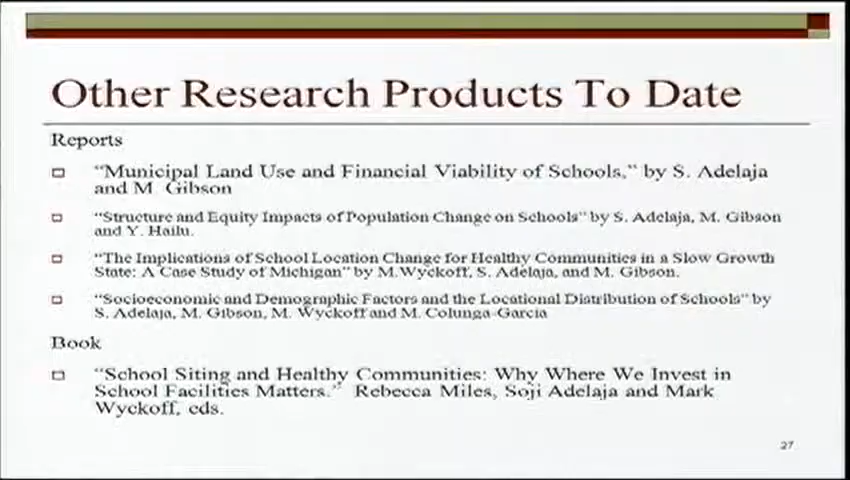 Other Research Products To Date
Reports
"Municipal Land Use and Financial Viability of Schools," by S. Adelaja
and M. Gibson
"Structure and Equity Impacts of Population Change on Schools" by S. Adelaja, M. Gibson
and Y. Hailu.
"The Implications of School Location Change for Healthy Communities in a Slow Growth
State: A Case Study of Michigan" by M.Wyckoff, S. Adelaja, and M. Gibson.
"Socioeconomic and Demographic Factors and the Locational Distribution of Schools" by
S. Adelaja, M. Gibson, M. Wyckoff and M. Colunga-Garcia
Book
"School Siting and Healthy Communities: Why Where We Invest in
School Facilities Matters." Rebecca Miles, Soji Adelaja and Mark
Wyckoff, eds.
27